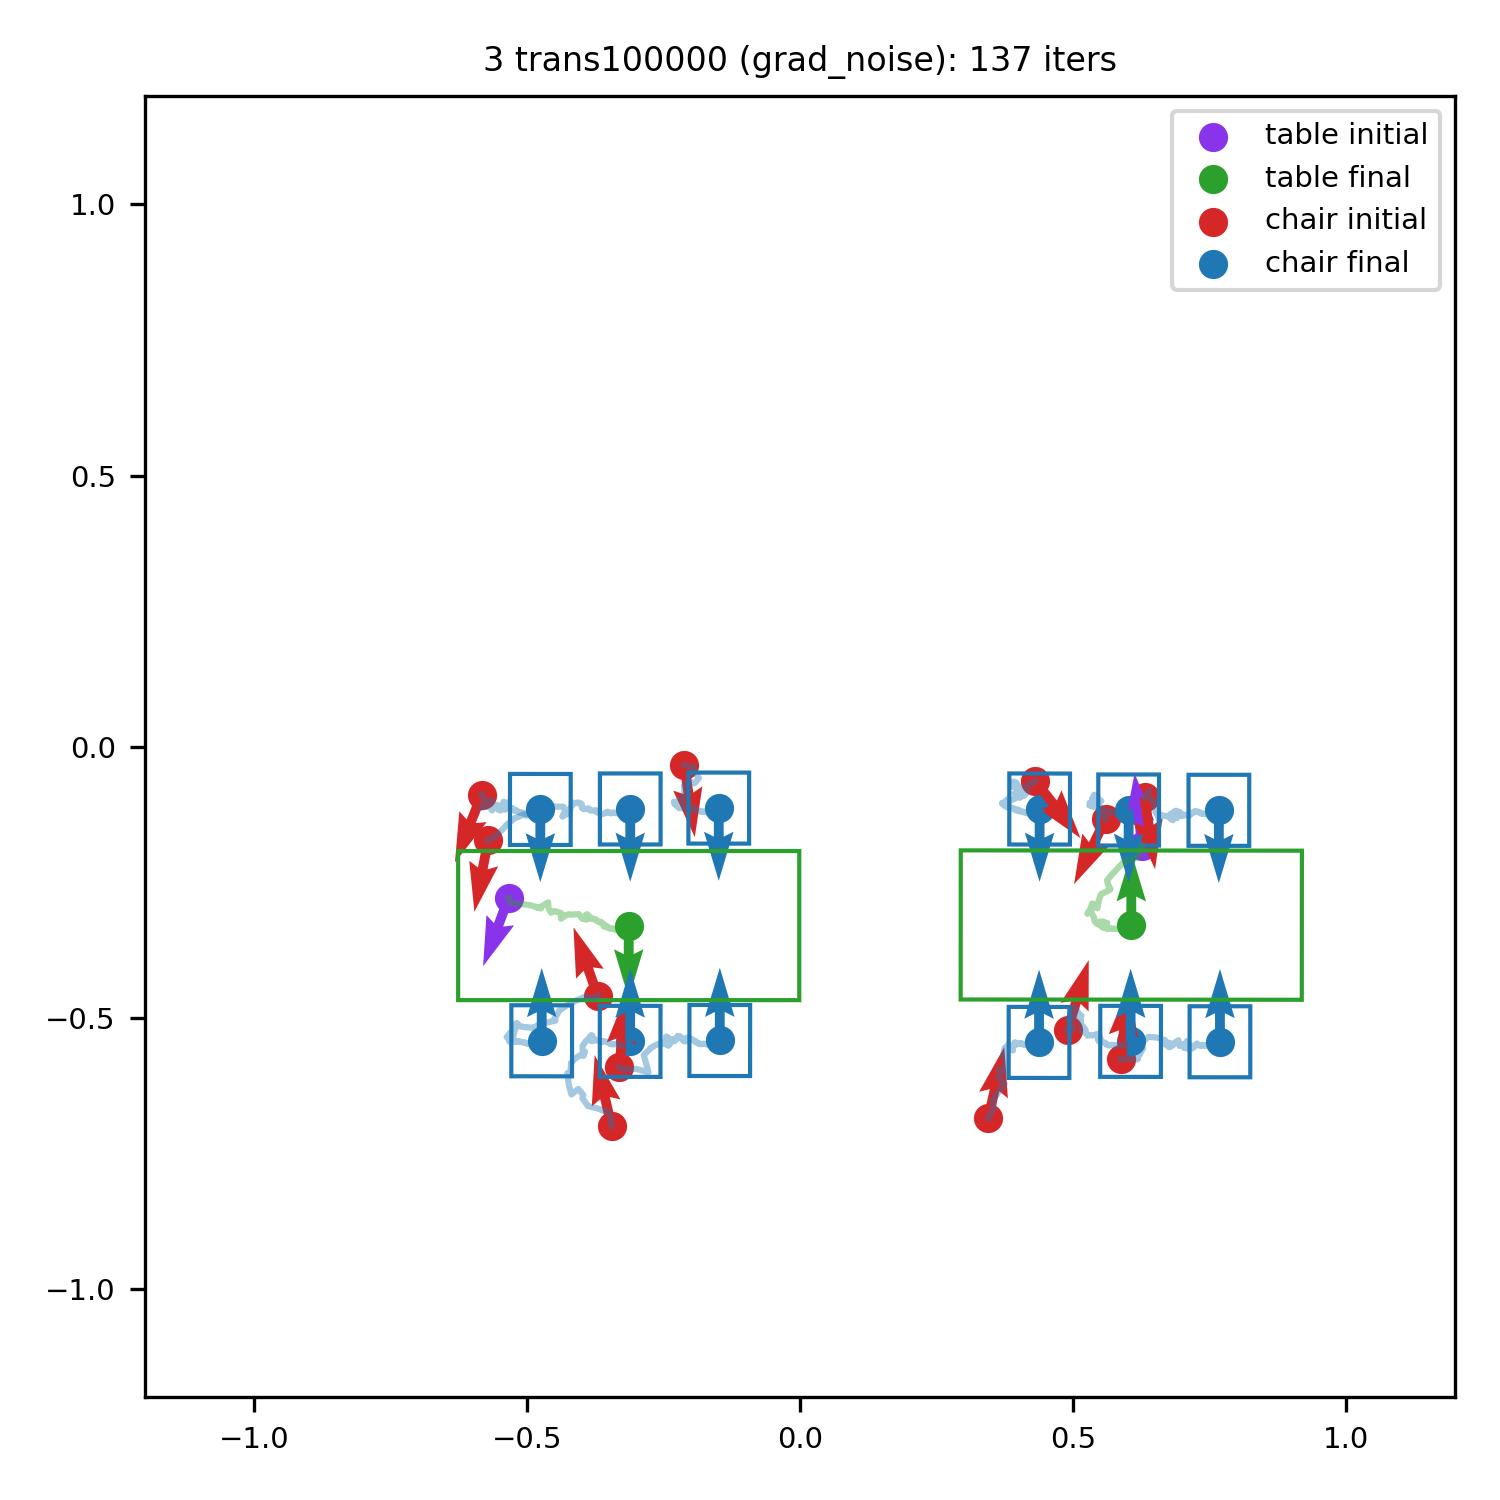 3 trans100000 (grad_noise): 137 iters
table initial
table final
chair initial
chair final
1.0
0.5
0.0
−0.5
−1.0
−1.0
−0.5
0.0
0.5
1.0